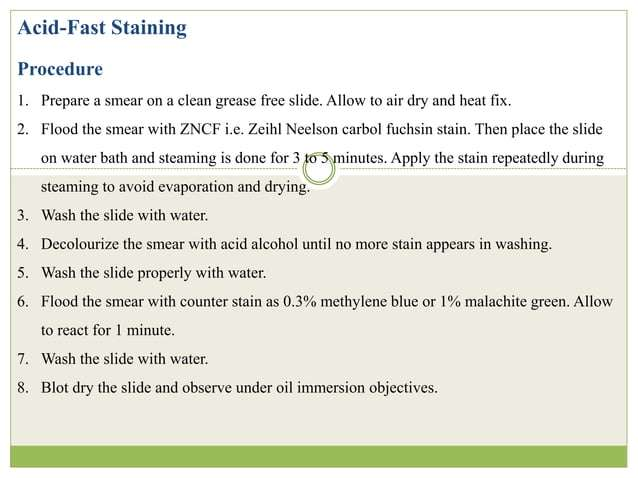 Acid-Fast Staining
Procedure
1. Prepare a smear on a clean grease free slide. Allow to air dry and heat fix.
2. Flood the smear with ZNCF i.e. Zeihl Neelson carbol fuchsin stain. Then place the slide
on water bath and steaming is done for 3 to 5 minutes. Apply the stain repeatedly during
steaming to avoid evaporation and drying.
3. Wash the slide with water.
4. Decolourize the smear with acid alcohol until no more stain appears in washing.
5. Wash the slide properly with water.
6. Flood the smear with counter stain as 0.3% methylene blue or 1% malachite green. Allow
to react for 1 minute.
7. Wash the slide with water.
8. Blot dry the slide and observe under oil immersion objectives.